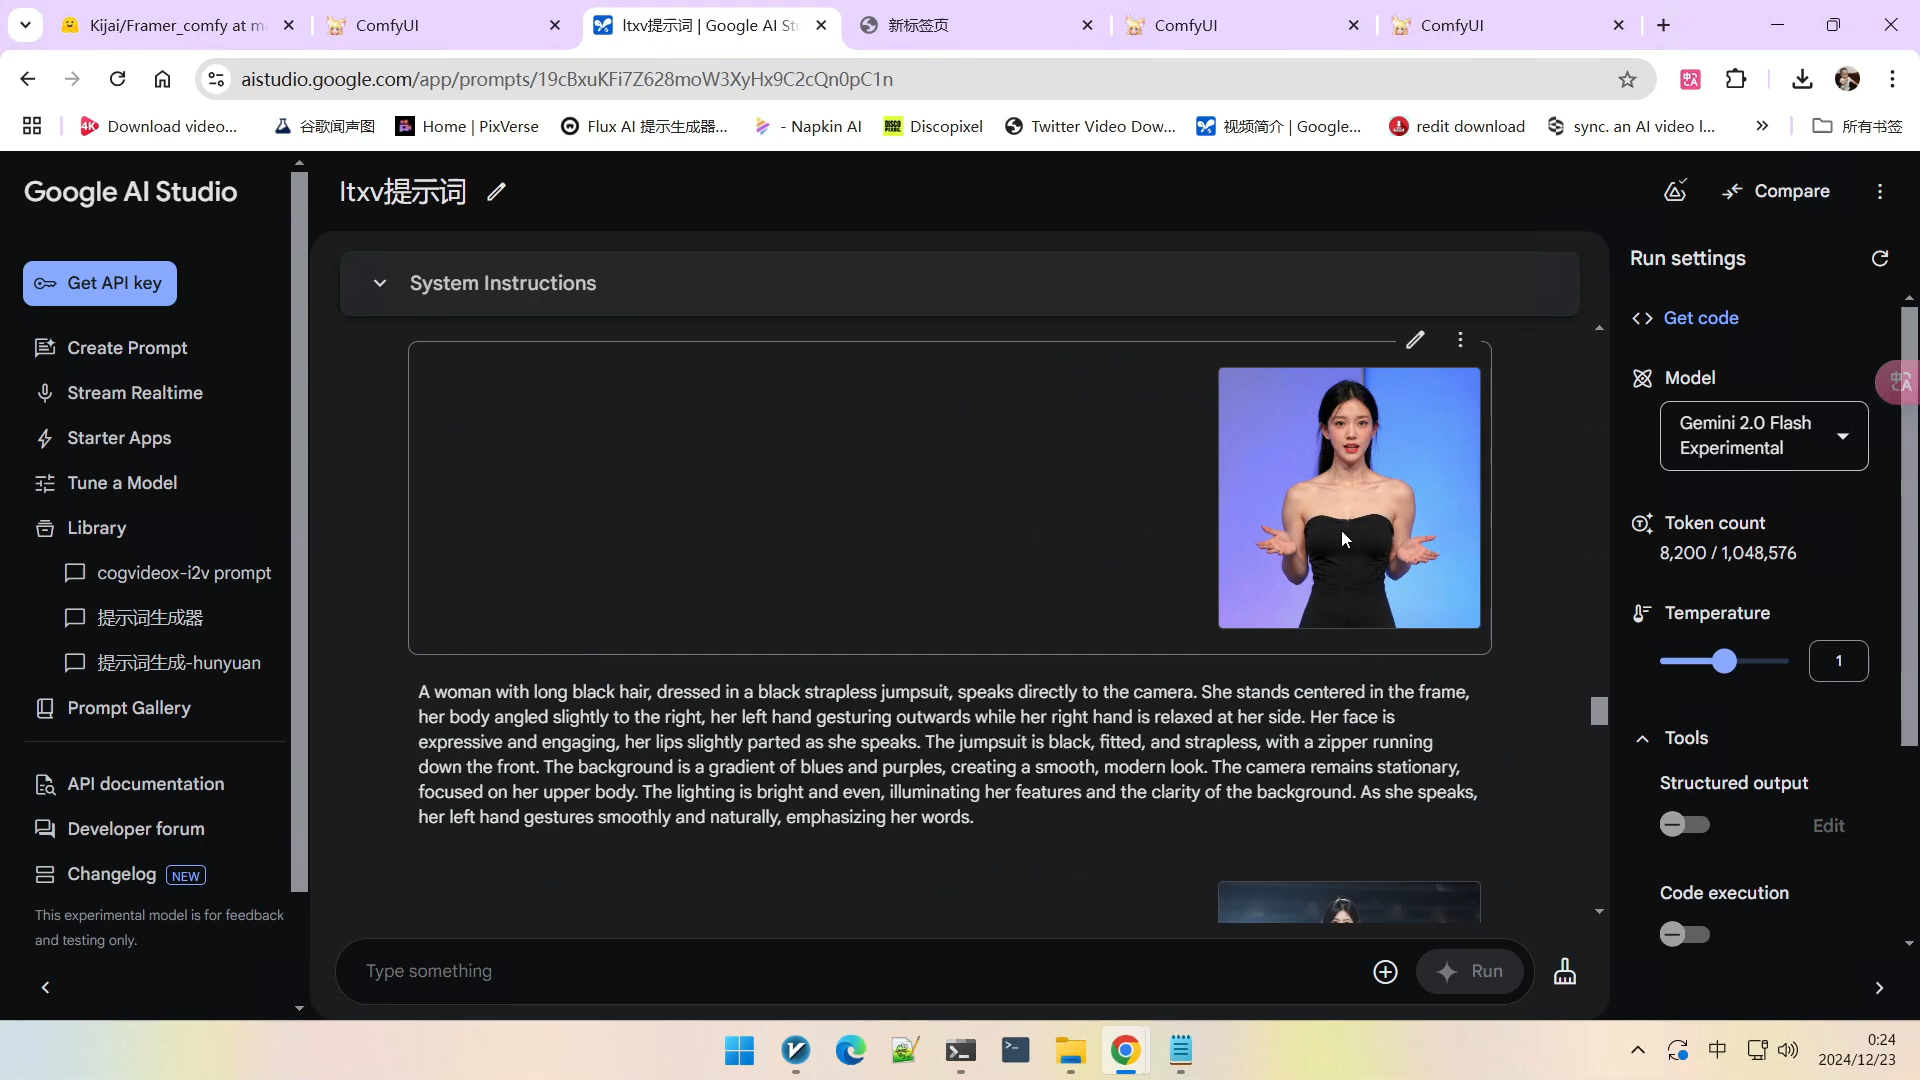 Kijai/Framer_comfy at m
ComfyUI
ltxv提示词 | Google AI St
新标签页
ComfyUI
ComfyUI
aistudio.google.com/app/prompts/19cBxuKFi7Z628moW3XyHx9C2cQn0pC1n
4K
Download video...
谷歌闻声图
Home | PixVerse
Flux AI 提示生成器...
- Napkin AI
Discopixel
Twitter Video Dow...
视频简介 | Google...
redit download
sync. an AI video l...
所有书签
Google AI Studio
ltxv提示词
Compare
Get API key
System Instructions
Run settings
Get code
Create Prompt
Stream Realtime
Starter Apps
Tune a Model
Library
cogvideox-i2v prompt
提示词生成器
提示词生成-hunyuan
Prompt Gallery
Model
Gemini 2.0 Flash
Experimental
Token count
8,200 / 1,048,576
Temperature
1
A woman with long black hair, dressed in a black strapless jumpsuit, speaks directly to the camera. She stands centered in the frame,
her body angled slightly to the right, her left hand gesturing outwards while her right hand is relaxed at her side. Her face is
expressive and engaging, her lips slightly parted as she speaks. The jumpsuit is black, fitted, and strapless, with a zipper running
down the front. The background is a gradient of blues and purples, creating a smooth, modern look. The camera remains stationary,
focused on her upper body. The lighting is bright and even, illuminating her features and the clarity of the background. As she speaks,
her left hand gestures smoothly and naturally, emphasizing her words.
Tools
Structured output
Edit
Code execution
API documentation
Developer forum
Changelog NEW
This experimental model is for feedback
and testing only.
Type something
Run
中
0:24
2024/12/23